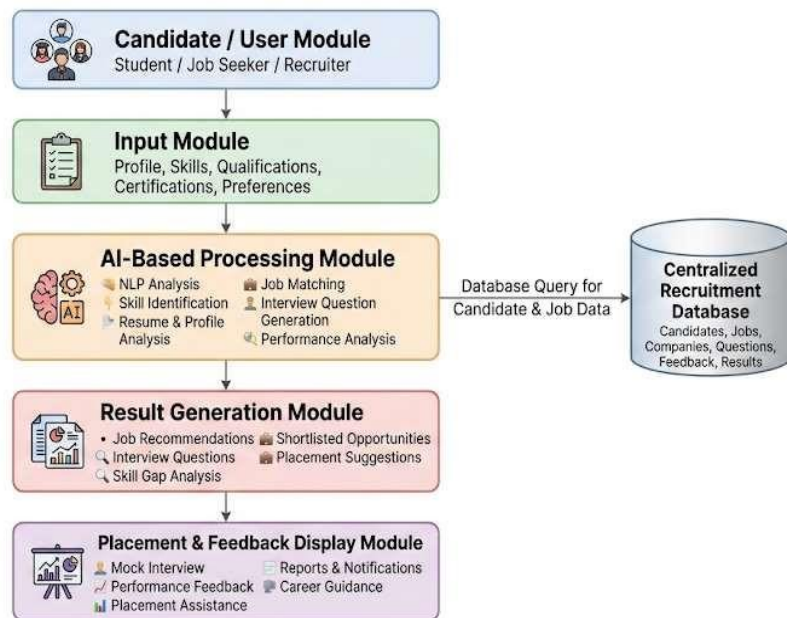 Candidate / User Module
Student / Job Seeker / Recruiter
Input Module
Profile, Skills, Qualifications,
Certifications, Preferences
AI-Based Processing Module
AI
NLP Analysis
Skill Identification
Resume & Profile
Analysis
Job Matching
Interview Question
Generation
Performance Analysis
Database Query for
Candidate & Job Data
Centralized
Recruitment
Database
Candidates, Jobs,
Companies, Questions,
Feedback, Results
Result Generation Module
• Job Recommendations
Interview Questions
Skill Gap Analysis
Shortlisted Opportunities
Placement Suggestions
Placement & Feedback Display Module
Mock Interview
Performance Feedback
Placement Assistance
Reports & Notifications
Career Guidance